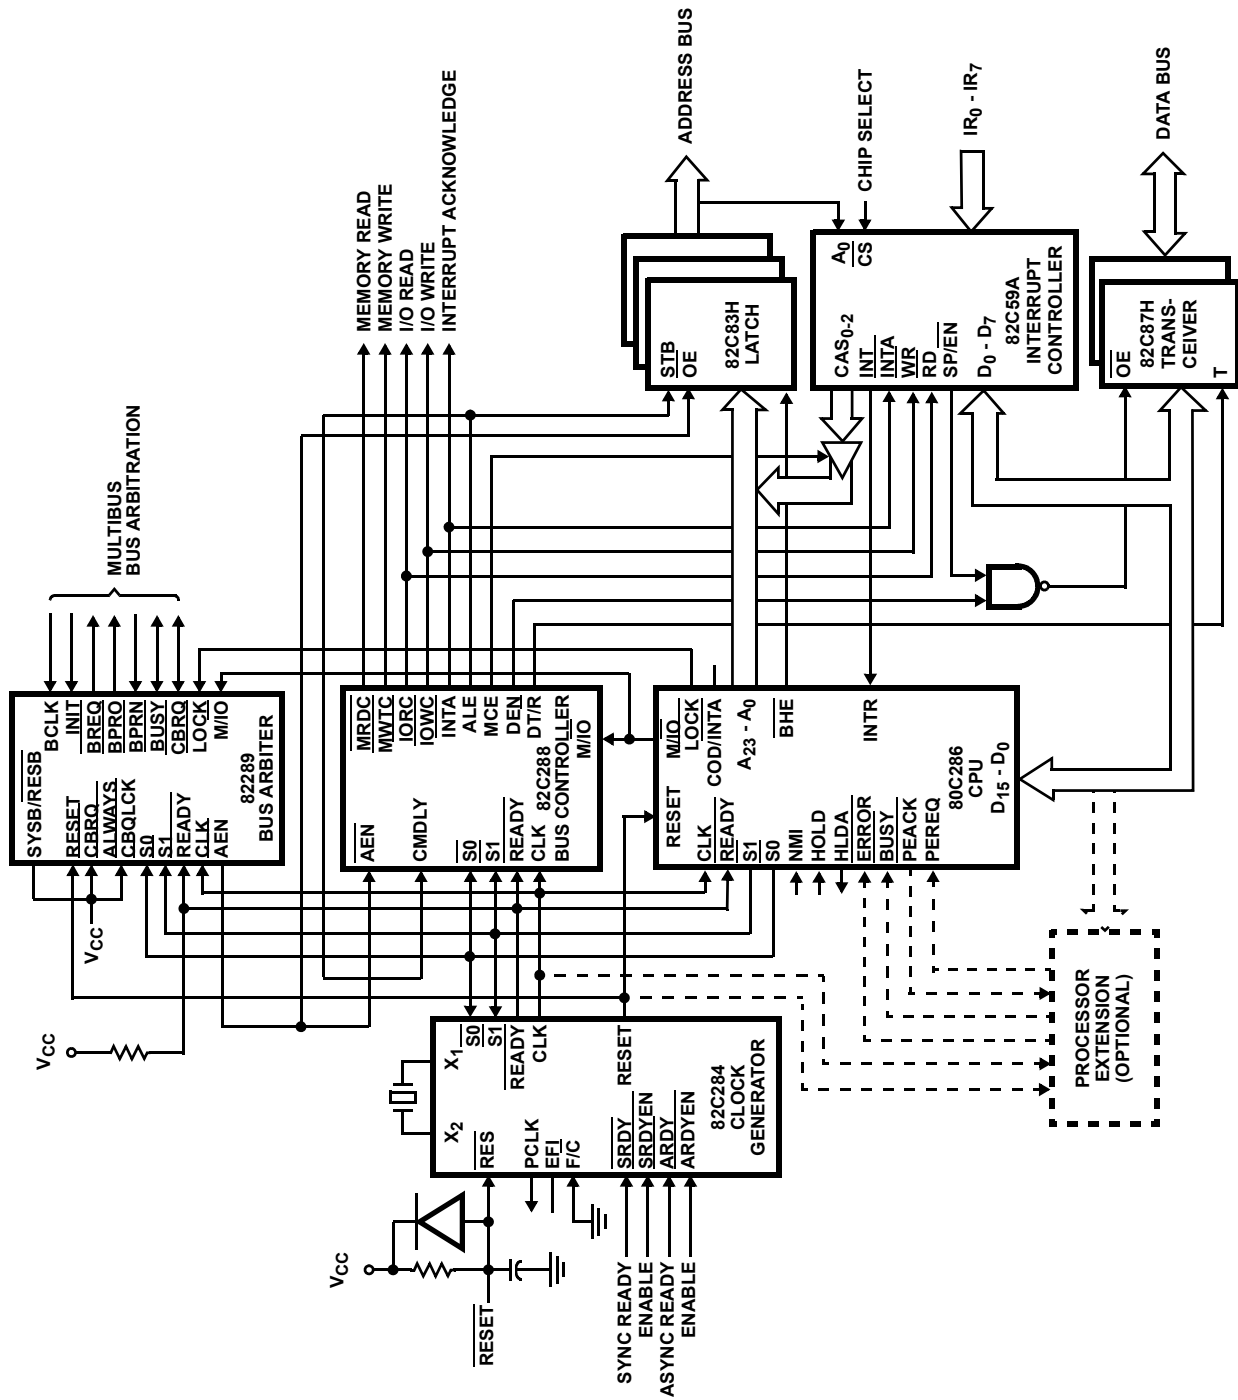 MULTIBUS
BUS ARBITRATION
BCLK
INIT
BREQ
BPRO
BPRN
BUSY
CBRQ
LOCK
M/IO
SYSB/RESB
RESET
CBRQ
ALWAYS
CBQLCK
S0
S1
READY
CLK
AEN
82289
BUS ARBITER
VCC
VCC
MEMORY READ
MEMORY WRITE
I/O READ
I/O WRITE
INTERRUPT ACKNOWLEDGE
MRDC
MWTC
IORC
IOWC
INTA
ALE
MCE
DEN
DT/R
M/IO
AEN
CMDLY
S0
S1
READY
CLK
82C288
BUS CONTROLLER
ADDRESS BUS
STB
OE
82C83H
LATCH
CHIP SELECT
IR0 - IR7
A0
CS
CAS0-2
INT
INTA
WR
RD
SP/EN
D0 - D7
82C59A
INTERRUPT
CONTROLLER
DATA BUS
OE
82C87H
TRANS-
CEIVER
T
M/IO
LOCK
COD/INTA
A23 - A0
BHE
INTR
D15 - D0
80C286
CPU
RESET
CLK
READY
S1
S0
NMI
HOLD
HLDA
ERROR
BUSY
PEACK
PEREQ
PROCESSOR
EXTENSION
(OPTIONAL)
X1
X2
S0
S1
READY
CLK
RESET
RES
PCLK
EFI
F/C
SRDY
SRDYEN
ARDY
ARDYEN
82C284
CLOCK
GENERATOR
VCC
RESET
SYNC READY
ENABLE
ASYNC READY
ENABLE